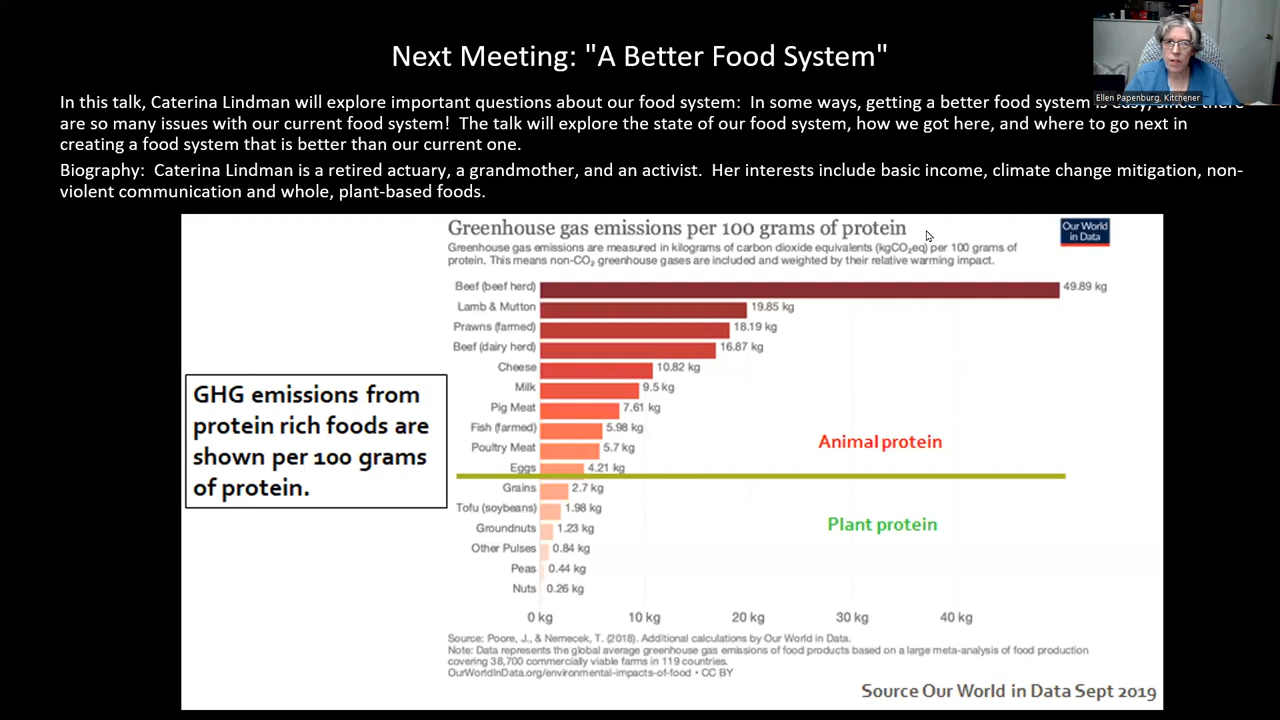 Next Meeting: "A Better Food System"
Ellen Papenburg, Kitchener
In this talk, Caterina Lindman will explore important questions about our food system:  In some ways, getting a better food system is easy, since there
are so many issues with our current food system!  The talk will explore the state of our food system, how we got here, and where to go next in
creating a food system that is better than our current one.
Biography:  Caterina Lindman is a retired actuary, a grandmother, and an activist.  Her interests include basic income, climate change mitigation, non-
violent communication and whole, plant-based foods.
Greenhouse gas emissions per 100 grams of protein
Our World
in Data
Greenhouse gas emissions are measured in kilograms of carbon dioxide equivalents (kgCO₂eq) per 100 grams of
protein. This means non-CO₂ greenhouse gases are included and weighted by their relative warming impact.
Beef (beef herd) 49.89 kg
Lamb & Mutton 19.85 kg
Prawns (farmed) 18.19 kg
Beef (dairy herd) 16.87 kg
Cheese 10.82 kg
Milk 9.5 kg
Pig Meat 7.61 kg
Fish (farmed) 5.98 kg
Poultry Meat 5.7 kg
Eggs 4.21 kg
Grains 2.7 kg
Tofu (soybeans) 1.98 kg
Groundnuts 1.23 kg
Other Pulses 0.84 kg
Peas 0.44 kg
Nuts 0.26 kg
0 kg 10 kg 20 kg 30 kg 40 kg
Animal protein
Plant protein
GHG emissions from
protein rich foods are
shown per 100 grams
of protein.
Source: Poore, J., & Nemecek, T. (2018). Additional calculations by Our World in Data.
Note: Data represents the global average greenhouse gas emissions of food products based on a large meta-analysis of food production
covering 38,700 commercially viable farms in 119 countries.
OurWorldInData.org/environmental-impacts-of-food • CC BY
Source Our World in Data Sept 2019